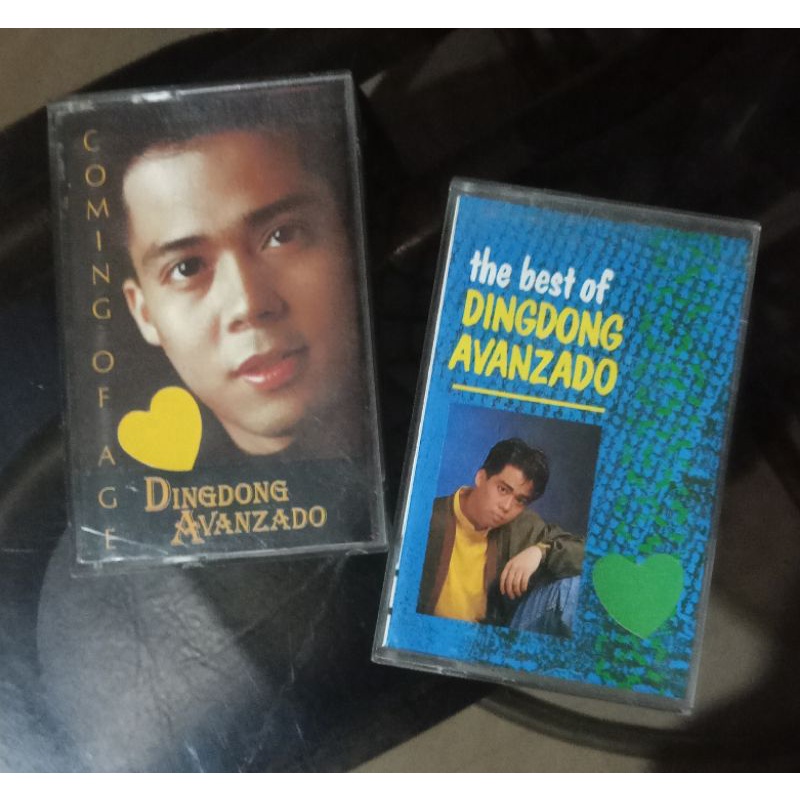 COMING OF AGE
DINGDONG
AVANZADO
the best of
DINGDONG
AVANZADO